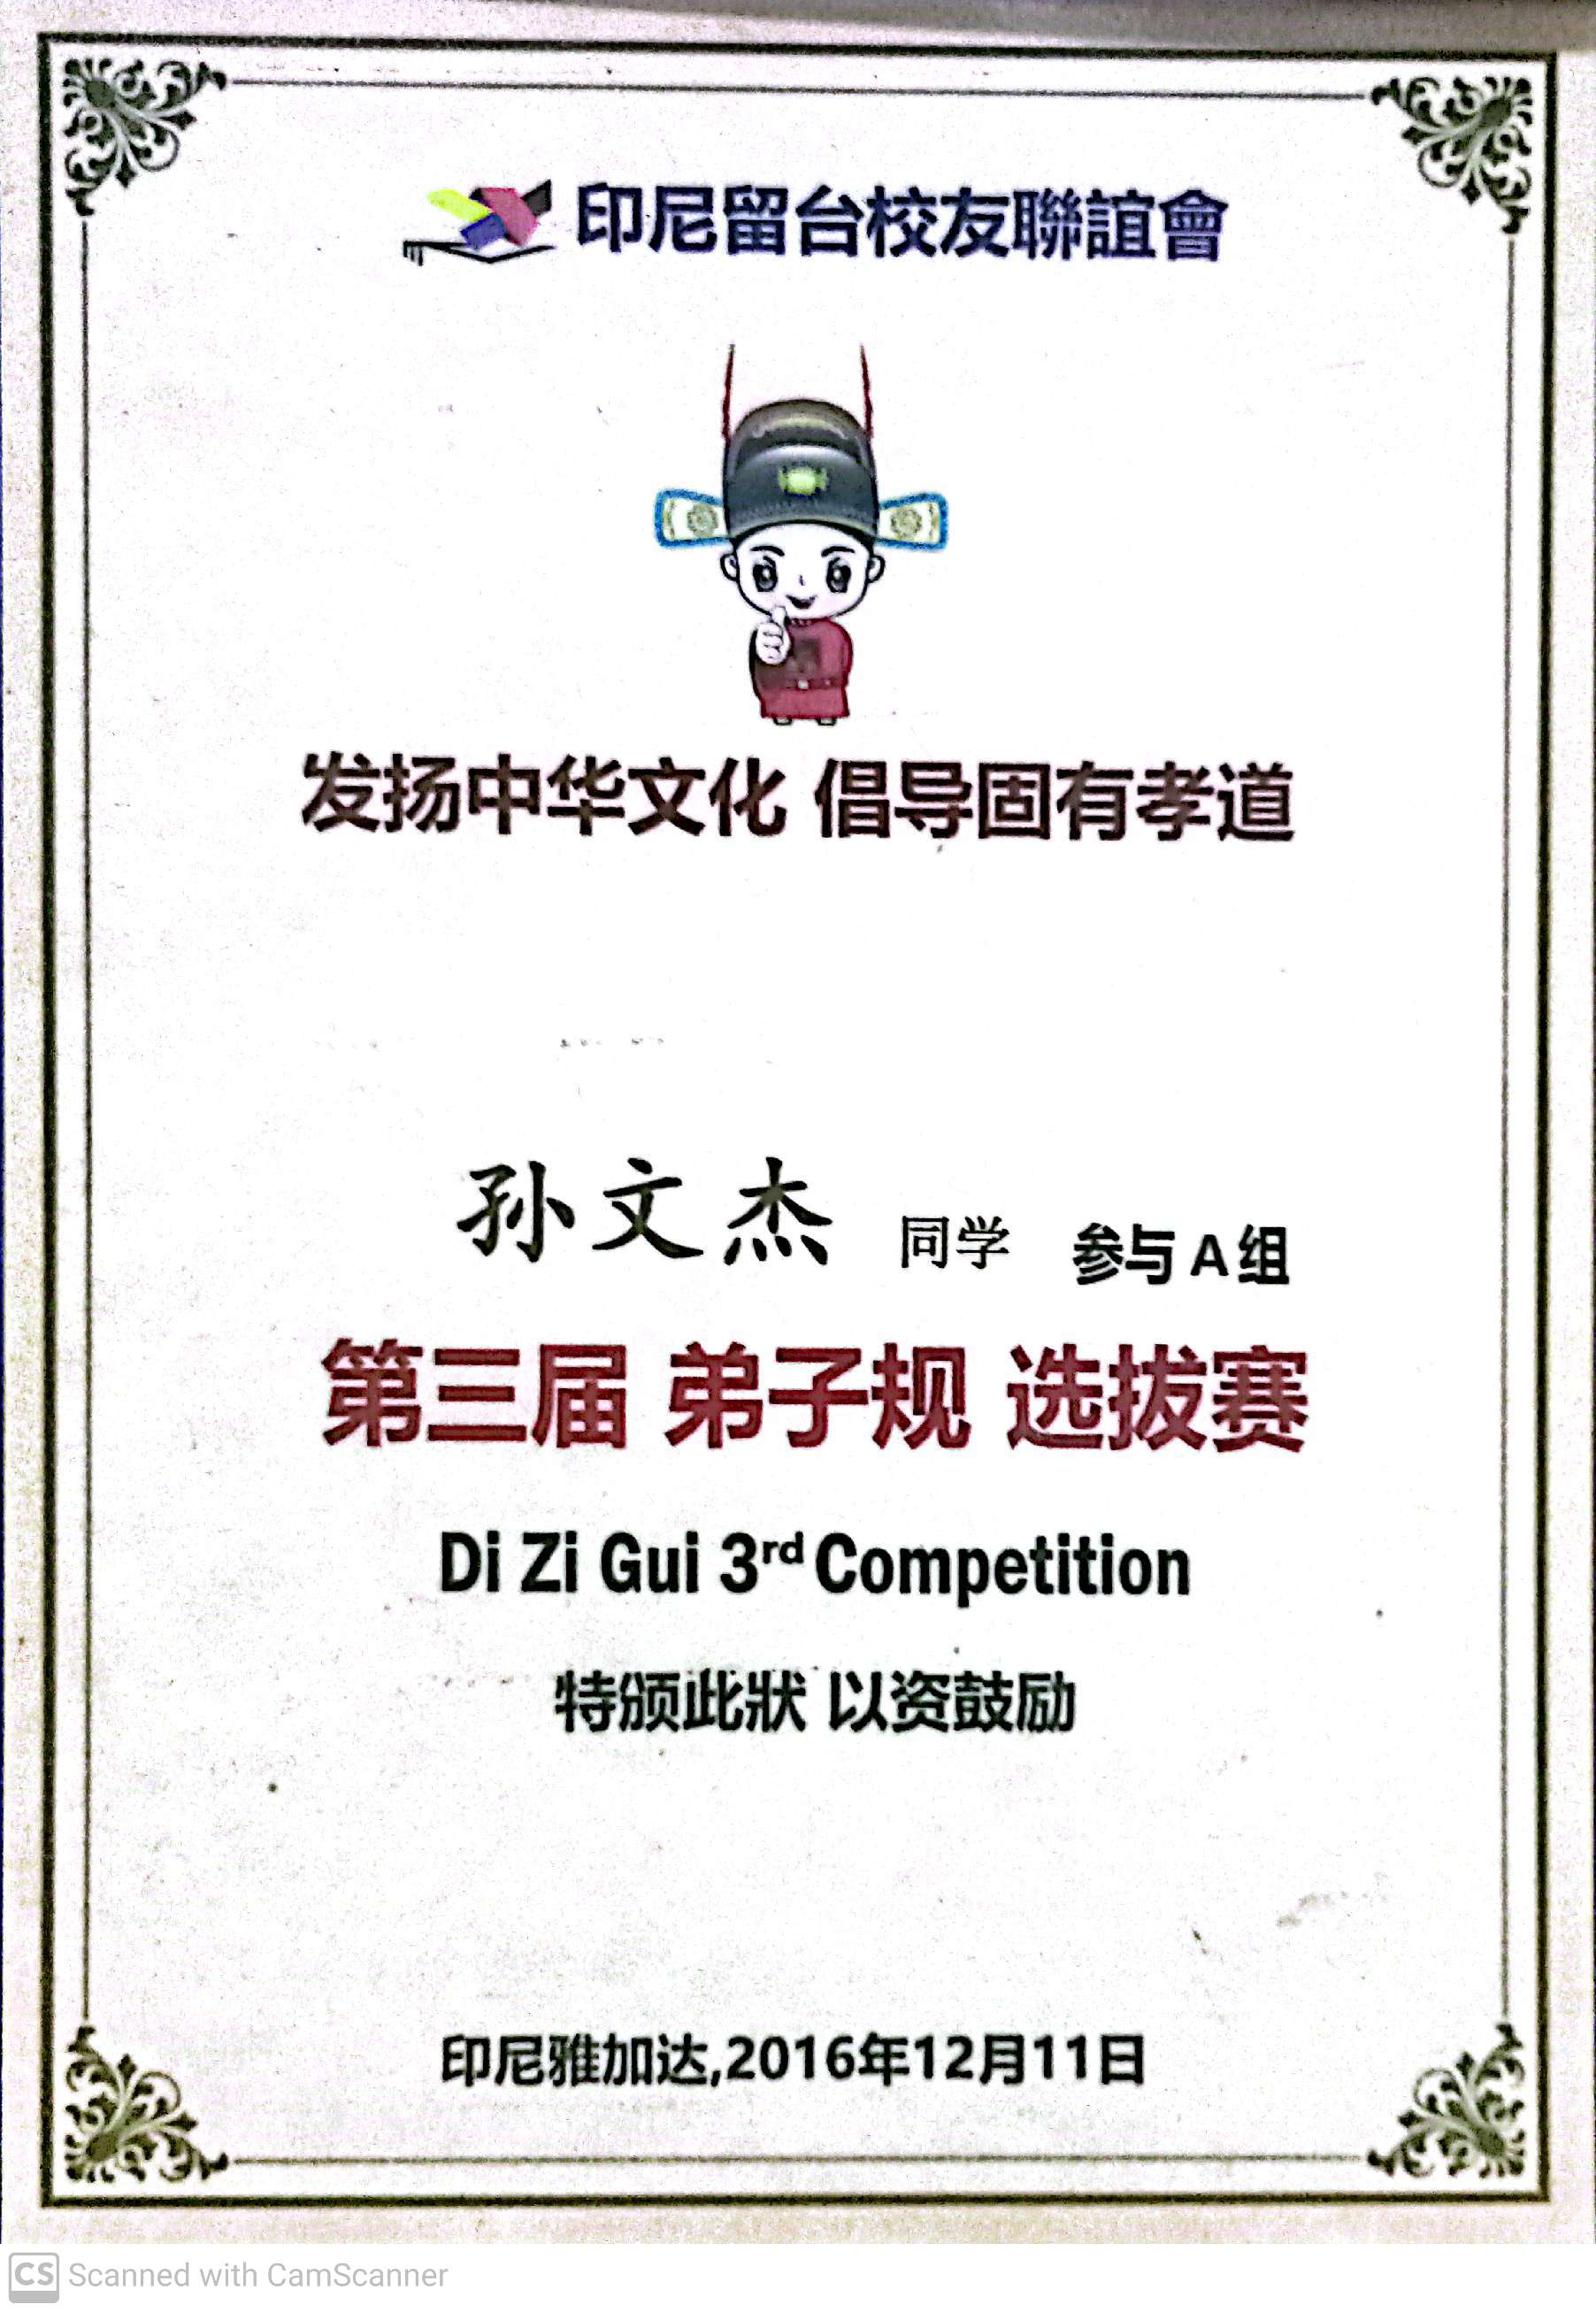 印尼留台校友聯誼會
发扬中华文化 倡导固有孝道
孙文杰 同学 参与 A 组
第三届 弟子规 选拔赛
Di Zi Gui 3rd Competition
特颁此狀 以资鼓励
印尼雅加达,2016年12月11日
CS Scanned with CamScanner